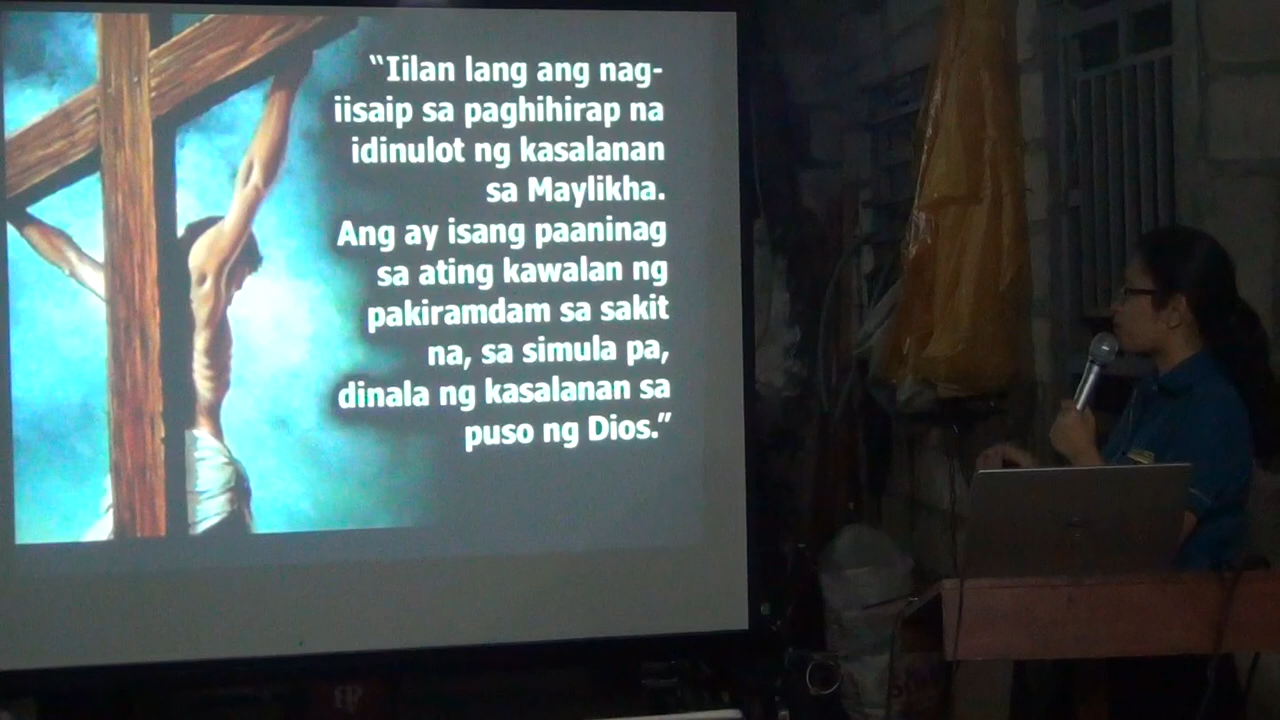 “Iilan lang ang nag-
iisaip sa paghihirap na
idinulot ng kasalanan
sa Maylikha.
Ang ay isang paaninag
sa ating kawalan ng
pakiramdam sa sakit
na, sa simula pa,
dinala ng kasalanan sa
puso ng Dios.”